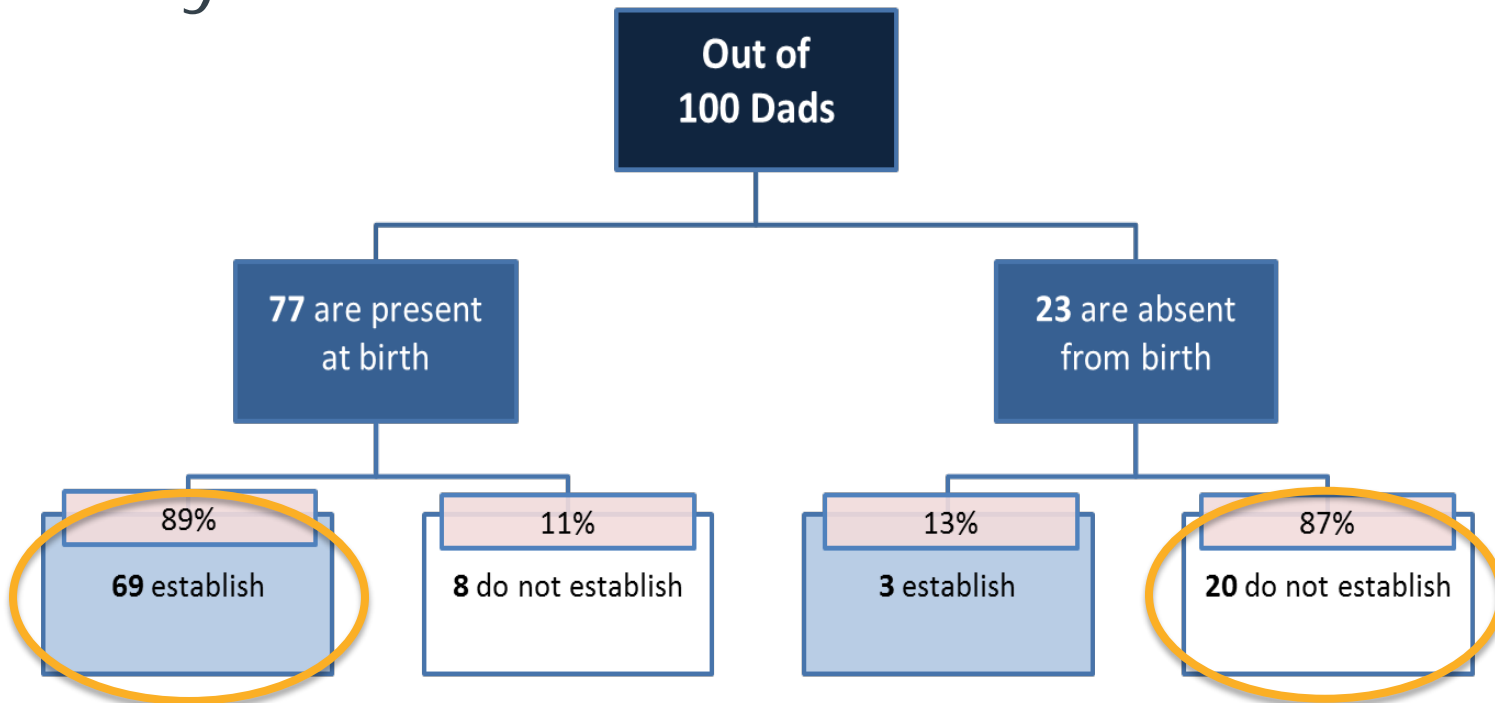 Out of
100 Dads
77 are present
at birth
23 are absent
from birth
89%
11%
13%
87%
69 establish
8 do not establish
3 establish
20 do not establish